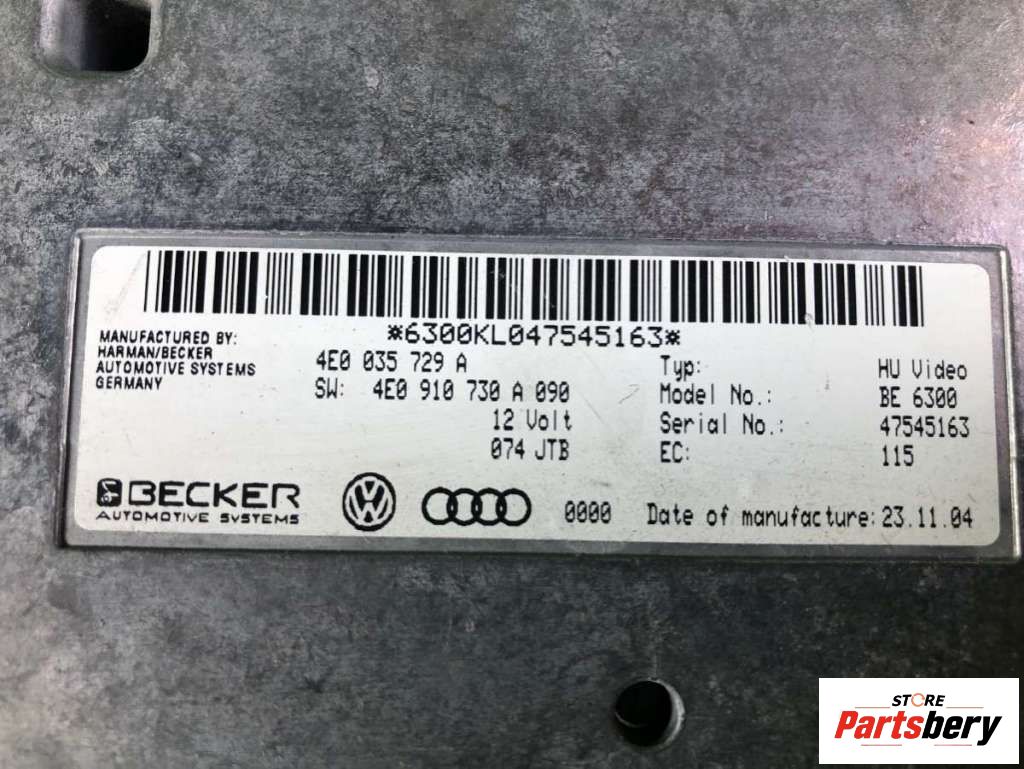 *6300KL047545163*
MANUFACTURED BY:
HARMAN/BECKER
AUTOMOTIVE SYSTEMS
GERMANY
4E0 035 729 A
SW: 4E0 910 730 A 090
12 Volt
074 JTB
Typ: HU Video
Model No.: BE 6300
Serial No.: 47545163
EC: 115
BECKER
AUTOMOTIVE SYSTEMS
0000
Date of manufacture: 23.11.04
STORE
Partsbery